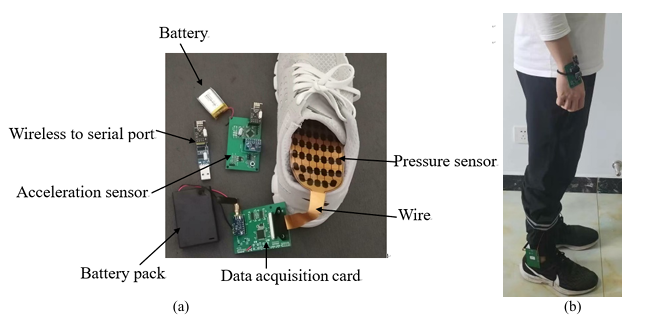 Battery
Wireless to serial port
Pressure sensor
Acceleration sensor
Wire
Battery pack
Data acquisition card
(a)
(b)